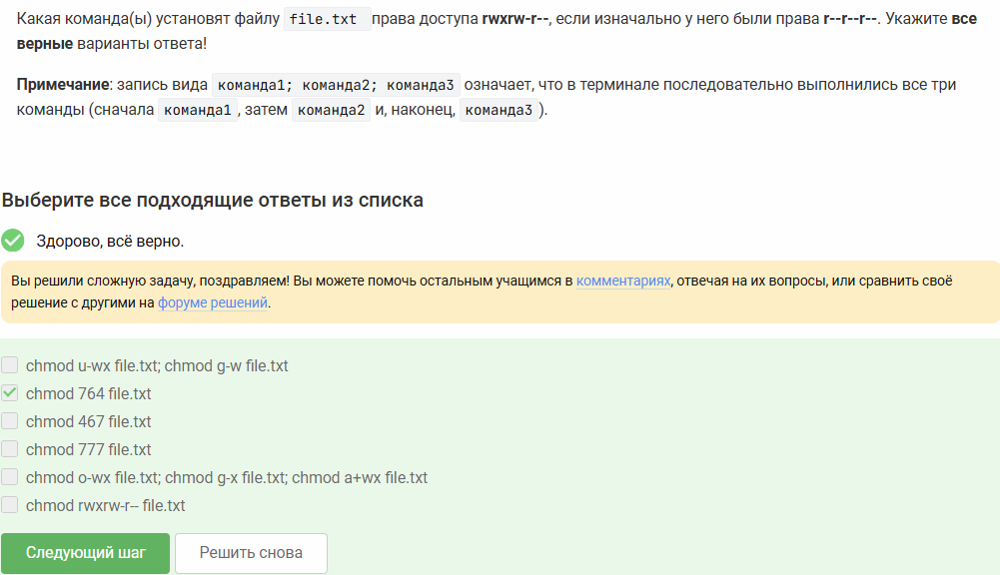 Какая команда(ы) установят файлу file.txt права доступа rwxrw-r--, если изначально у него были права r--r--r--. Укажите все
верные варианты ответа!
Примечание: запись вида команда1; команда2; команда3 означает, что в терминале последовательно выполнились все три
команды (сначала команда1, затем команда2 и, наконец, команда3).
Выберите все подходящие ответы из списка
Здорово, всё верно.
Вы решили сложную задачу, поздравляем! Вы можете помочь остальным учащимся в комментариях, отвечая на их вопросы, или сравнить своё
решение с другими на форуме решений.
chmod u-wx file.txt; chmod g-w file.txt
chmod 764 file.txt
chmod 467 file.txt
chmod 777 file.txt
chmod o-wx file.txt; chmod g-x file.txt; chmod a+wx file.txt
chmod rwxrw-r-- file.txt
Следующий шаг
Решить снова